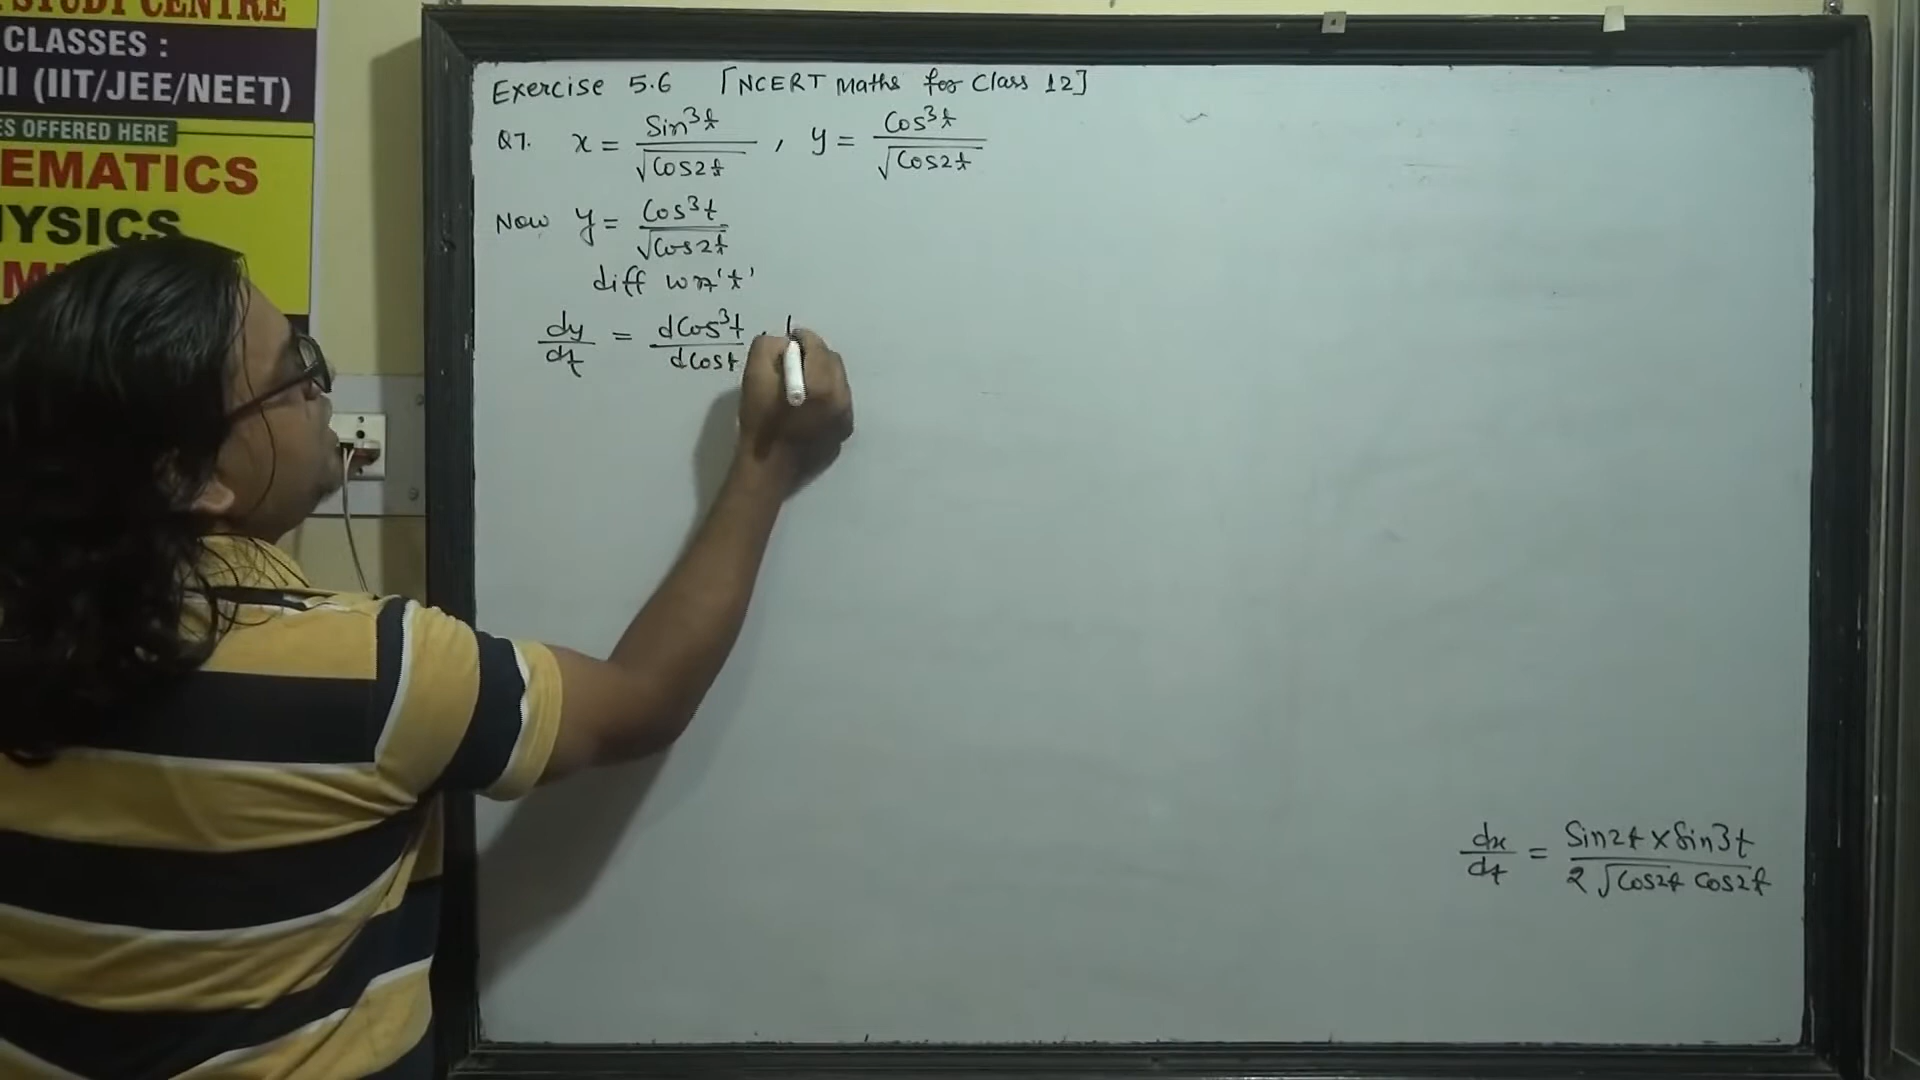 STUDY CENTRE
CLASSES :
II (IIT/JEE/NEET)
ES OFFERED HERE
EMATICS
YSICS
Exercise 5.6 [NCERT Maths for Class 12]
Q7. x = Sin³t / √Cos2t , y = Cos³t / √Cos2t
Now y = Cos³t / √Cos2t
diff wrt 't'
dy/dt = dCos³t / dCost
dx/dt = Sin2t × Sin3t / 2 √Cos2t Cos2t